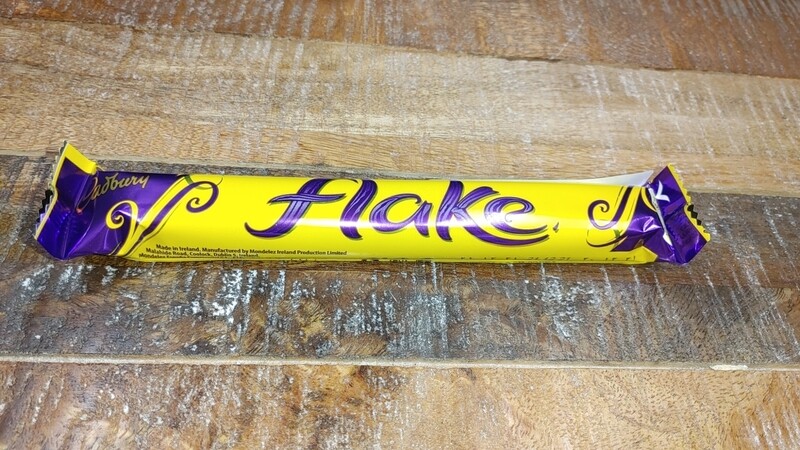 Cadbury
flake
Made in Ireland. Manufactured by Mondelez Ireland Production Limited
Malahide Road, Coolock, Dublin 5, Ireland.